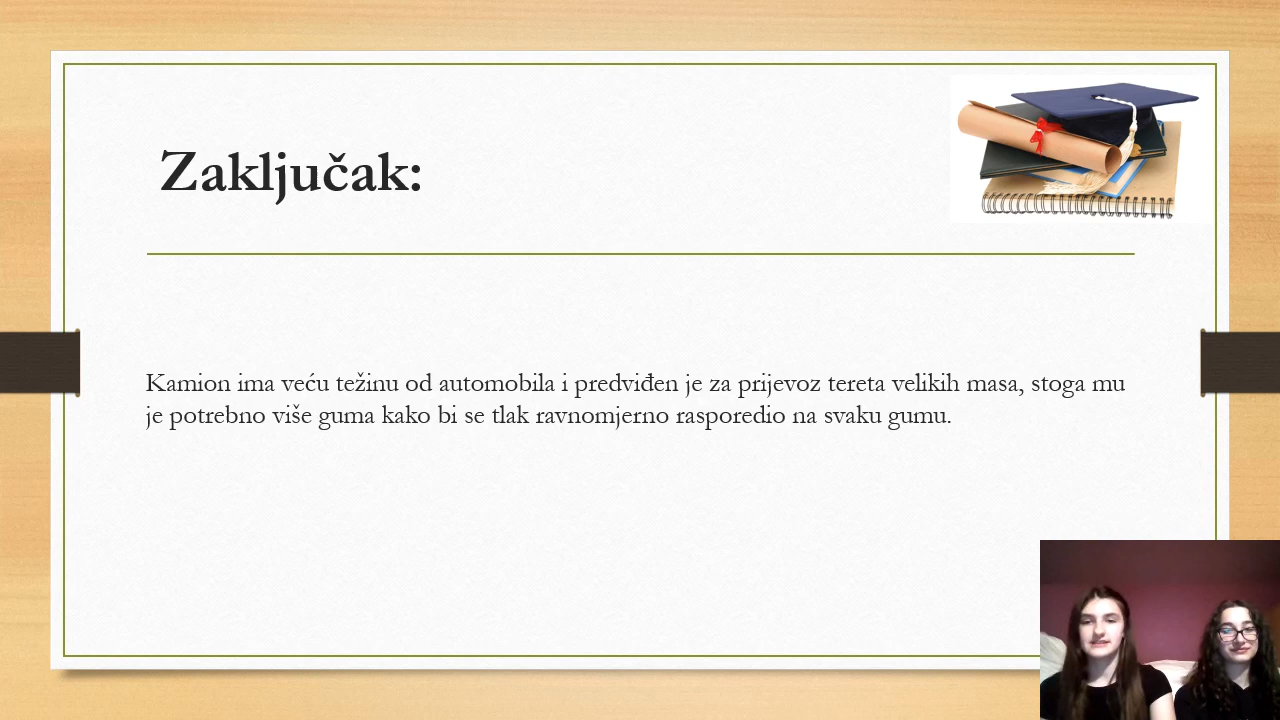 Zaključak:
Kamion ima veću težinu od automobila i predviđen je za prijevoz tereta velikih masa, stoga mu
je potrebno više guma kako bi se tlak ravnomjerno rasporedio na svaku gumu.